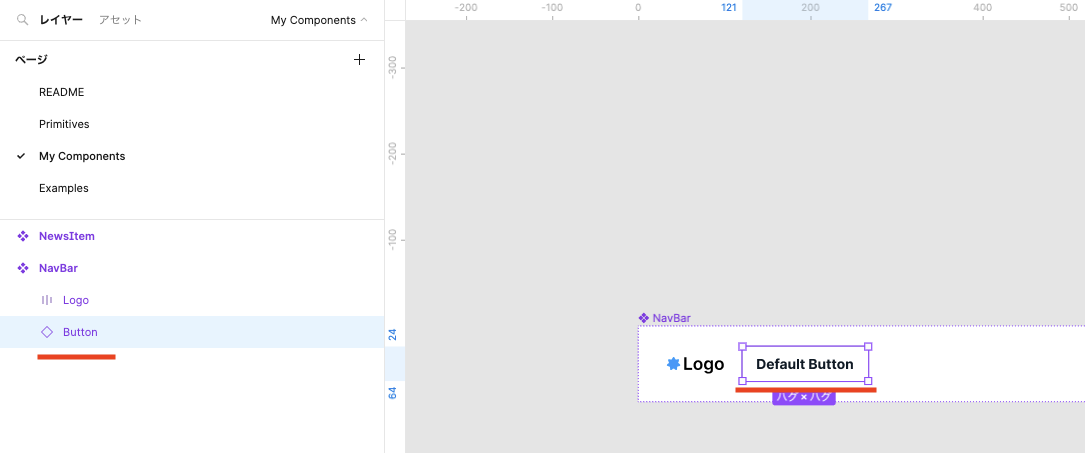 レイヤー アセット My Components
ページ
README
Primitives
My Components
Examples
NewsItem
NavBar
Logo
Button
-200 -100 0 121 200 267 400 500
-300
-200
-100
24
64
NavBar
Logo Default Button
ハグ × ハグ